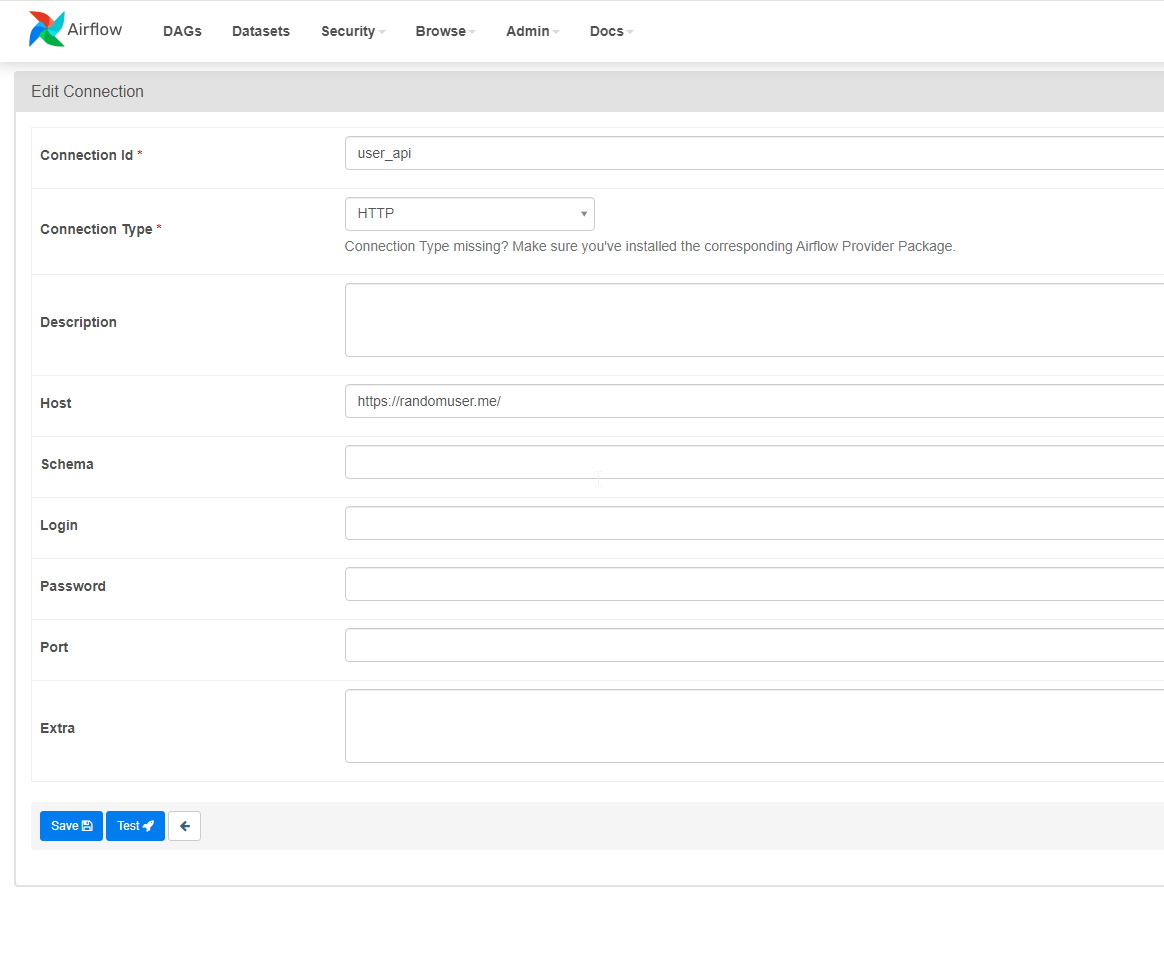 Airflow DAGs Datasets Security Browse Admin Docs
Edit Connection
Connection Id * user_api
Connection Type * HTTP
Connection Type missing? Make sure you've installed the corresponding Airflow Provider Package.
Description
Host https://randomuser.me/
Schema
Login
Password
Port
Extra
Save Test